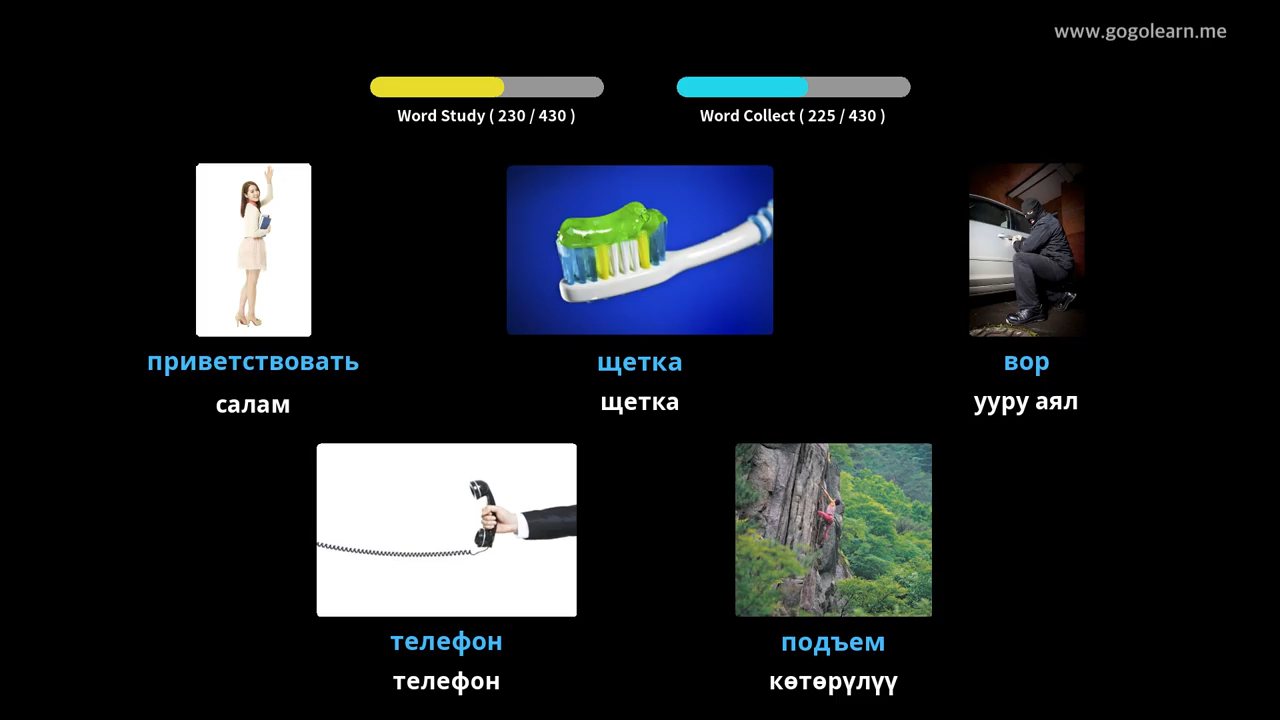 www.gogolearn.me
Word Study ( 230 / 430 )
Word Collect ( 225 / 430 )
приветствовать
салам
щетка
щетка
вор
ууру аял
телефон
телефон
подъем
көтөрүлүү